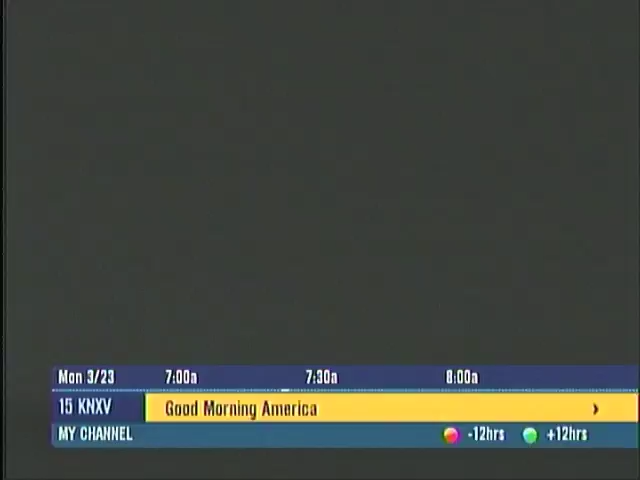 Mon 3/23 7:00a 7:30a 8:00a
15 KNXV Good Morning America ›
MY CHANNEL -12hrs +12hrs